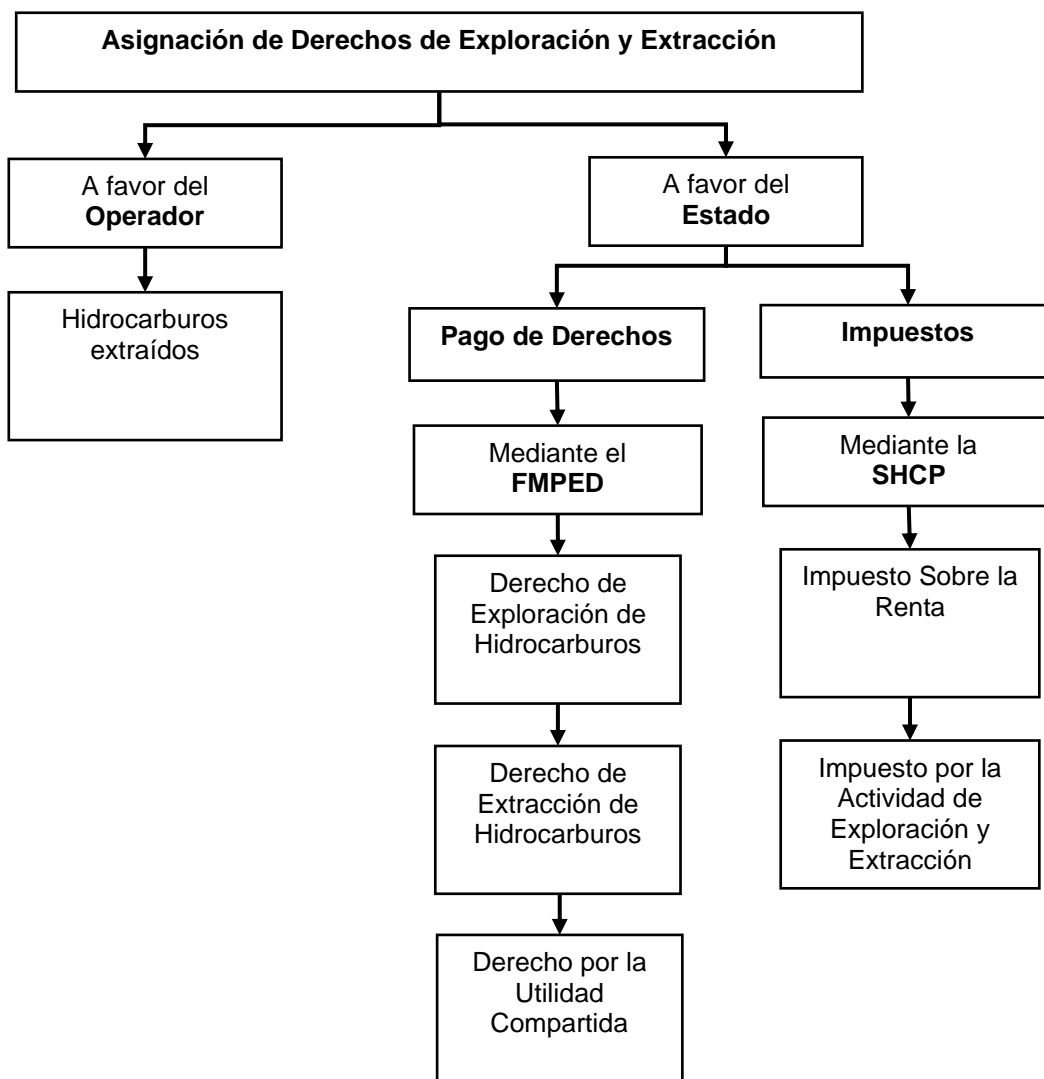 Asignación de Derechos de Exploración y Extracción
A favor del
Operador
A favor del
Estado
Hidrocarburos
extraídos
Pago de Derechos
Impuestos
Mediante el
FMPED
Mediante la
SHCP
Derecho de
Exploración de
Hidrocarburos
Impuesto Sobre la
Renta
Derecho de
Extracción de
Hidrocarburos
Impuesto por la
Actividad de
Exploración y
Extracción
Derecho por la
Utilidad
Compartida